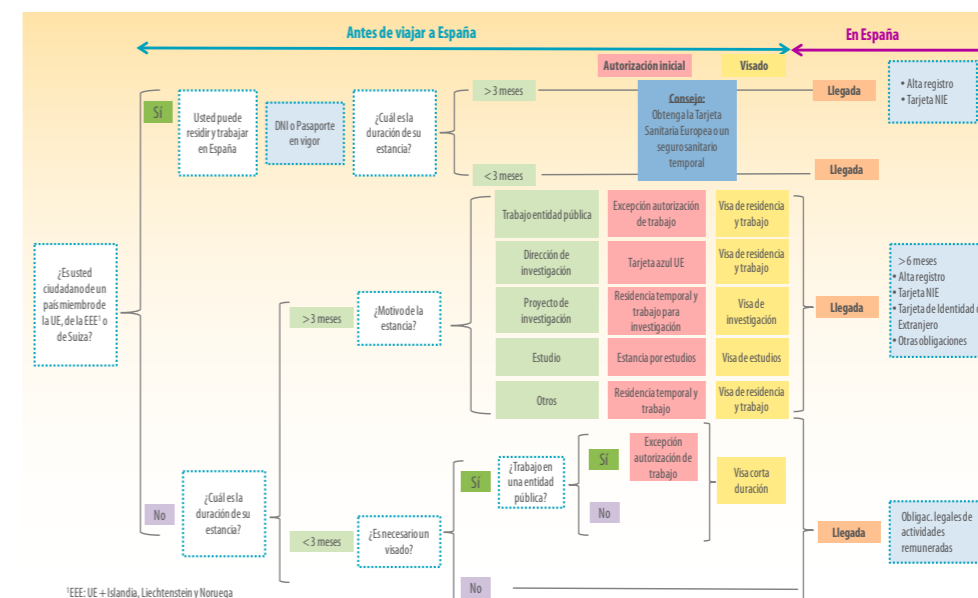 Antes de viajar a España
En España
Autorización inicial
Visado
Sí
Usted puede
residir y trabajar
en España
DNI o Pasaporte
en vigor
¿Cuál es la
duración de su
estancia?
> 3 meses
< 3 meses
Consejo:
Obtenga la Tarjeta
Sanitaria Europea o un
seguro sanitario
temporal
Llegada
• Alta registro
• Tarjeta NIE
Llegada
¿Es usted
ciudadano de un
país miembro de
la UE, de la EEE¹ o
de Suiza?
> 3 meses
¿Motivo de la
estancia?
Trabajo entidad pública
Excepción autorización
de trabajo
Visa de residencia
y trabajo
Dirección de
investigación
Tarjeta azul UE
Visa de residencia
y trabajo
Proyecto de
investigación
Residencia temporal y
trabajo para
investigación
Visa de
investigación
Estudio
Estancia por estudios
Visa de estudios
Otros
Residencia temporal y
trabajo
Visa de residencia
y trabajo
Llegada
> 6 meses
• Alta registro
• Tarjeta NIE
• Tarjeta de Identidad
Extranjero
• Otras obligaciones
No
¿Cuál es la
duración de su
estancia?
< 3 meses
¿Es necesario un
visado?
Sí
¿Trabajo en
una entidad
pública?
Sí
Excepción
autorización de
trabajo
No
Visa corta
duración
No
Llegada
Obligac. legales de
actividades
remuneradas
¹EEE: UE + Islandia, Liechtenstein y Noruega